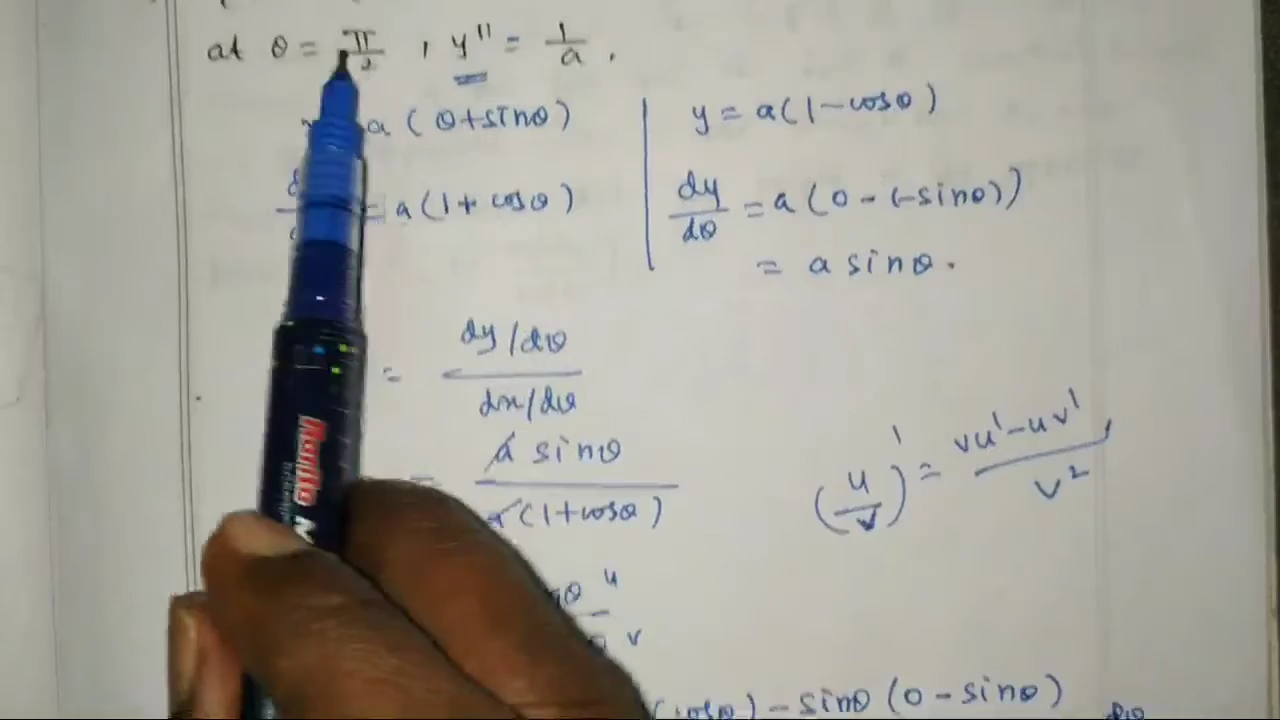 at θ = π/2 , y'' = 1/a .
a ( θ+sinθ)
y = a(1-cosθ)
= a(1+cosθ)
dy/dθ = a(0-(-sinθ))
= a sinθ.
= dy/dθ
dx/dθ
= a sinθ
a(1+cosθ)
(u/v)' = vu'-uv' / v²
θ u
v
(cosθ) - sinθ (0-sinθ)